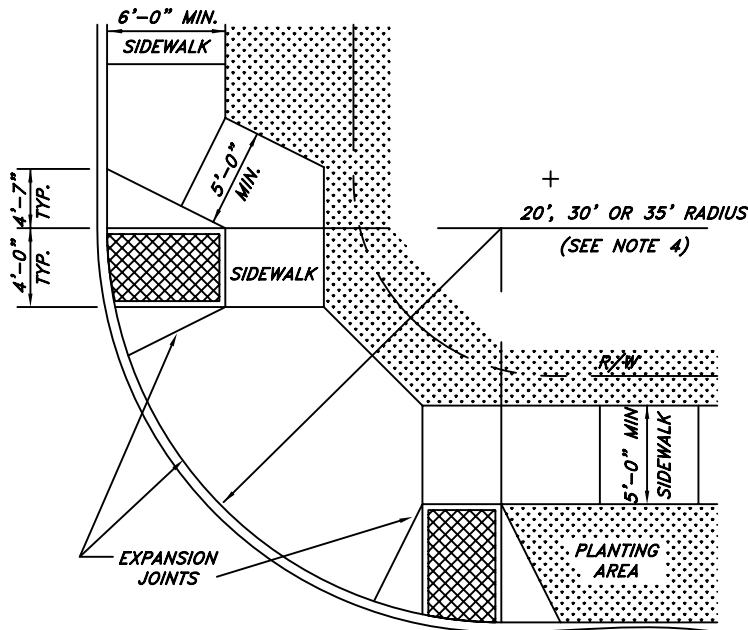 6'-0" MIN.
SIDEWALK
5'-0"
MIN.
4'-7"
TYP.
4'-0"
TYP.
20', 30' OR 35' RADIUS
(SEE NOTE 4)
SIDEWALK
R/W
5'-0" MIN
SIDEWALK
EXPANSION
JOINTS
PLANTING
AREA